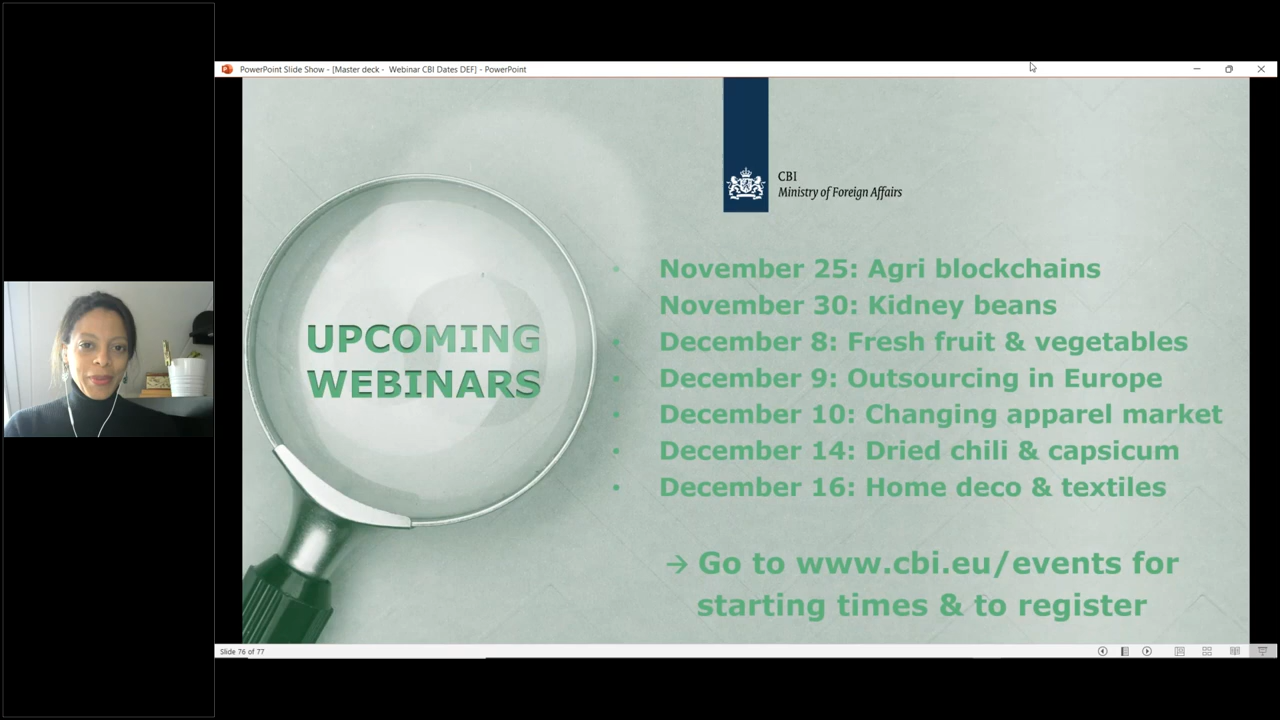 PowerPoint Slide Show - [Master deck - Webinar CBI Dates DEF] - PowerPoint
CBI
Ministry of Foreign Affairs
UPCOMING
WEBINARS
• November 25: Agri blockchains
November 30: Kidney beans
• December 8: Fresh fruit & vegetables
• December 9: Outsourcing in Europe
• December 10: Changing apparel market
• December 14: Dried chili & capsicum
• December 16: Home deco & textiles
→ Go to www.cbi.eu/events for
starting times & to register
Slide 76 of 77